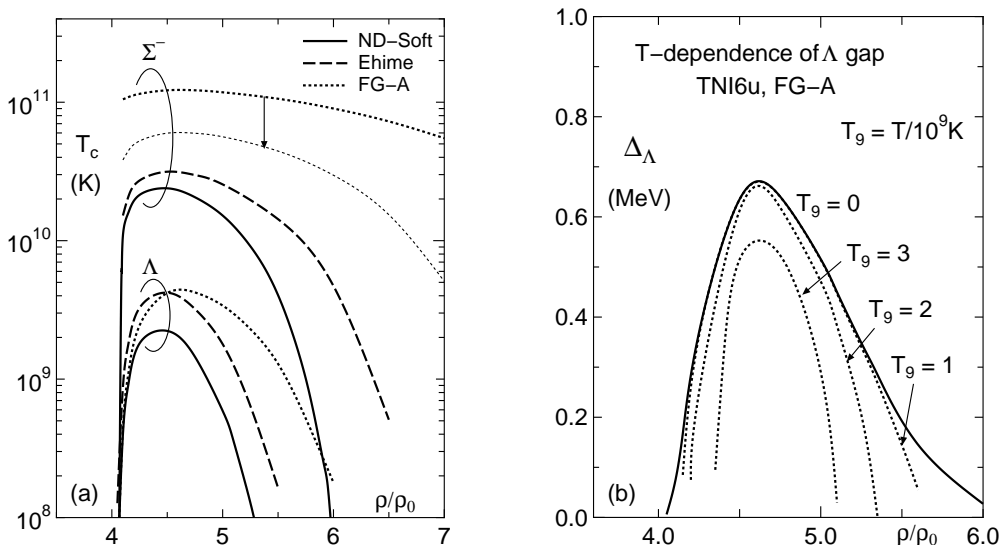 Σ⁻
ND−Soft
Ehime
FG−A
10¹¹
T_c
(K)
10¹⁰
Λ
10⁹
(a)
ρ/ρ₀
10⁸
4
5
6
7
1.0
T−dependence of Λ gap
TNI6u, FG−A
0.8
T₉ = T/10⁹K
Δ_Λ
(MeV)
0.6
T₉ = 0
T₉ = 3
0.4
T₉ = 2
T₉ = 1
0.2
(b)
0.0
4.0
5.0
ρ/ρ₀
6.0